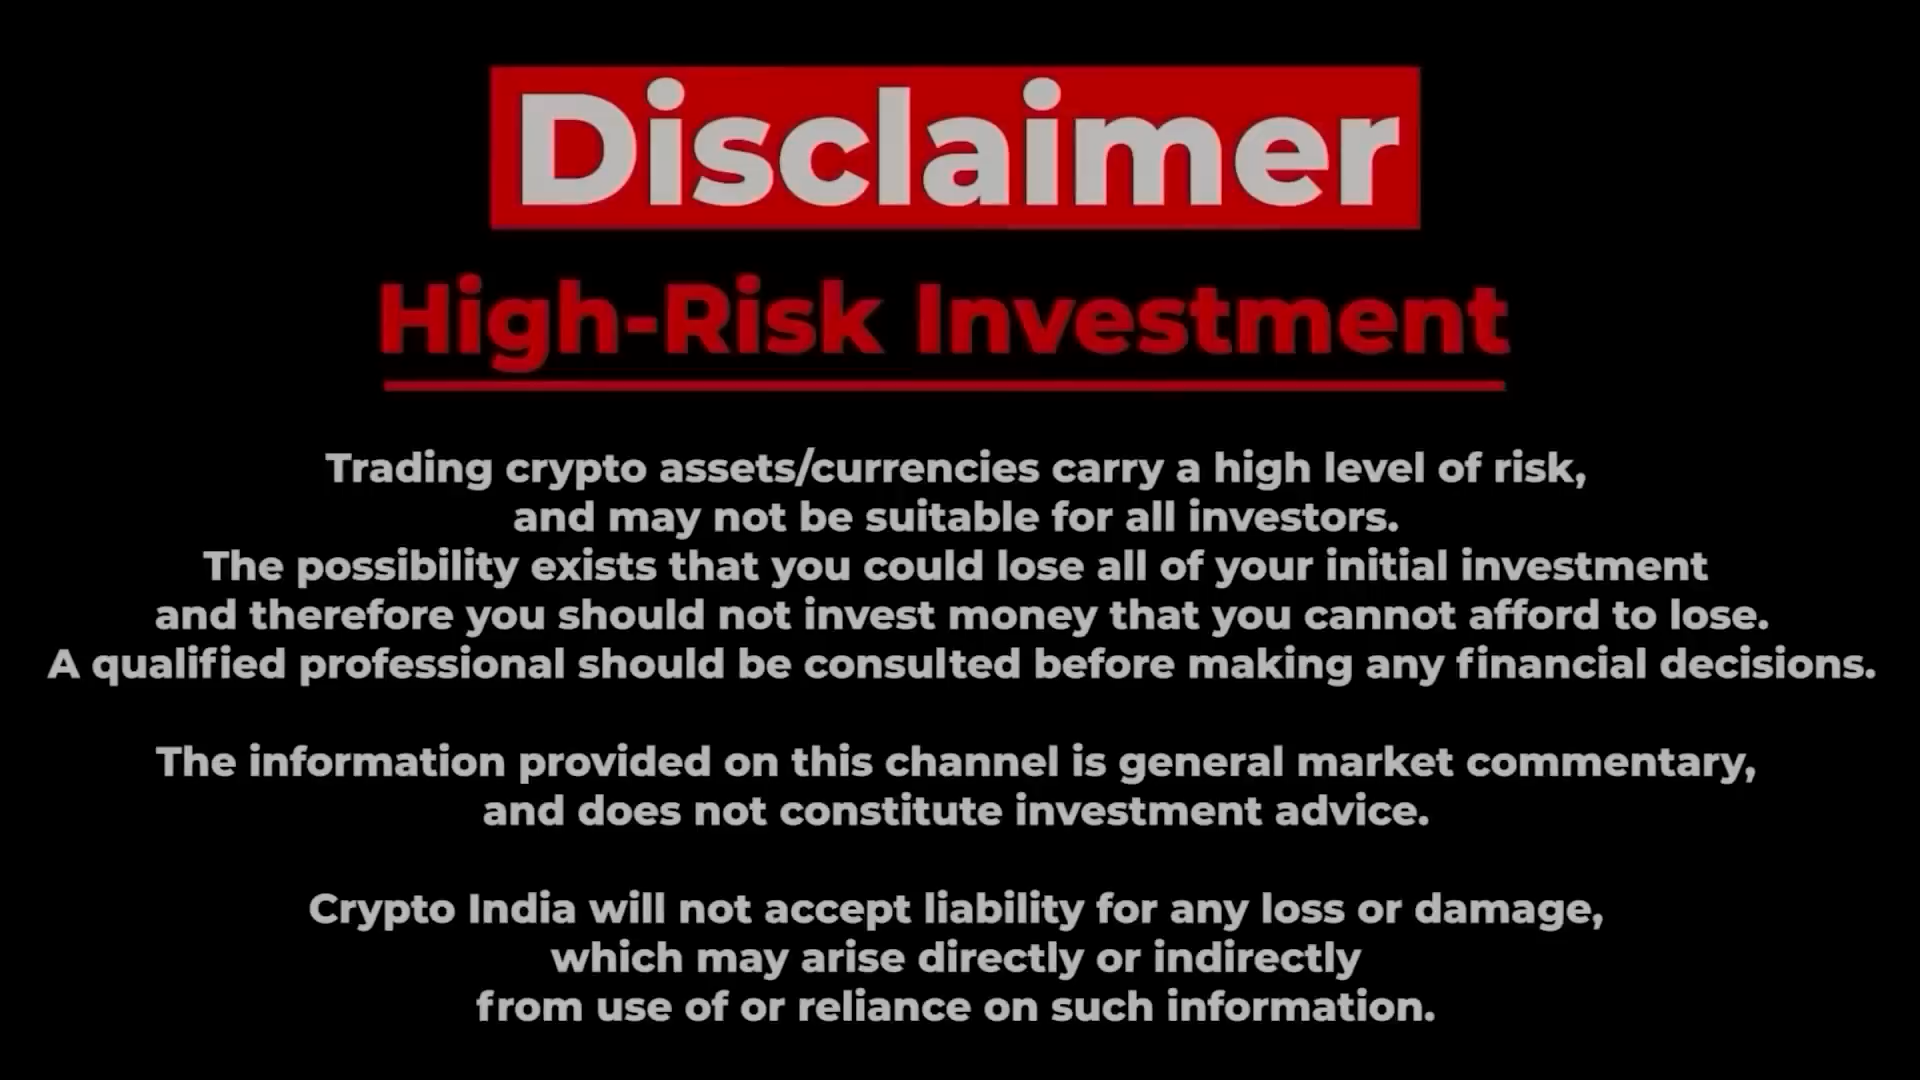 Disclaimer
High-Risk Investment
Trading crypto assets/currencies carry a high level of risk,
and may not be suitable for all investors.
The possibility exists that you could lose all of your initial investment
and therefore you should not invest money that you cannot afford to lose.
A qualified professional should be consulted before making any financial decisions.
The information provided on this channel is general market commentary,
and does not constitute investment advice.
Crypto India will not accept liability for any loss or damage,
which may arise directly or indirectly
from use of or reliance on such information.